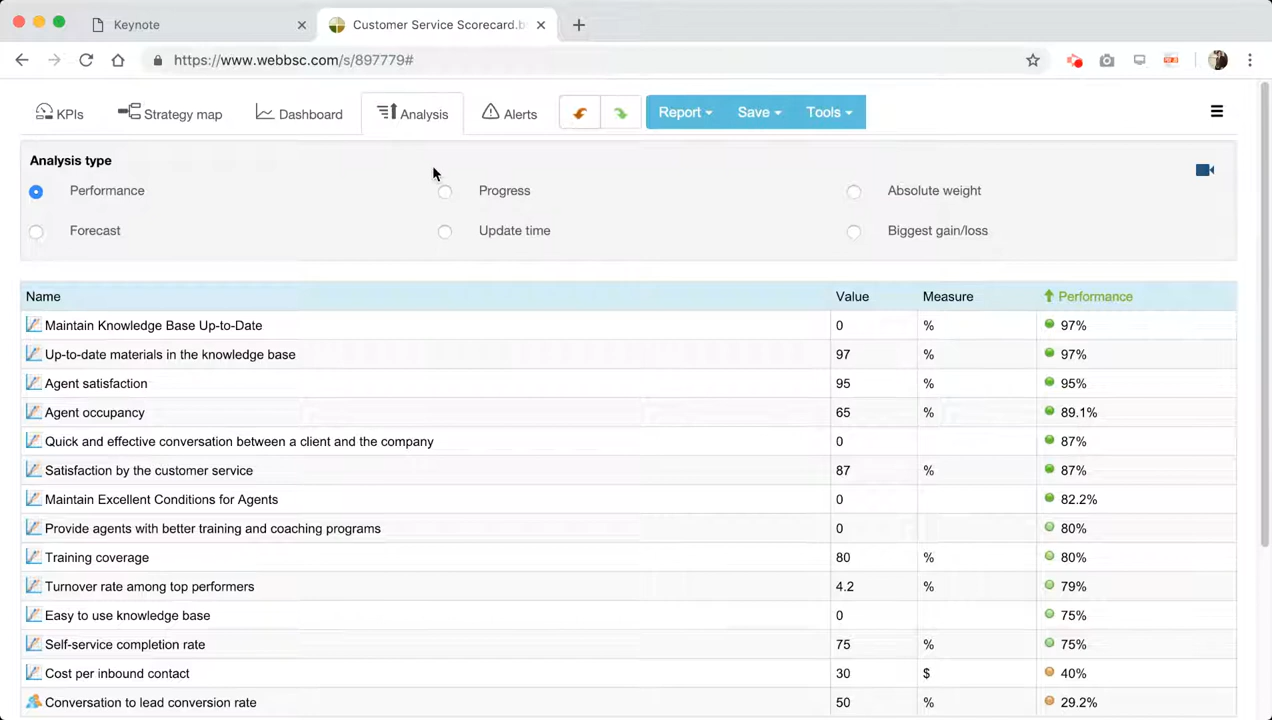 Keynote
Customer Service Scorecard.b
https://www.webbsc.com/s/897779#
KPIs
Strategy map
Dashboard
Analysis
Alerts
Report
Save
Tools
Analysis type
Performance
Progress
Absolute weight
Forecast
Update time
Biggest gain/loss
Name Value Measure Performance
Maintain Knowledge Base Up-to-Date 0 % 97%
Up-to-date materials in the knowledge base 97 % 97%
Agent satisfaction 95 % 95%
Agent occupancy 65 % 89.1%
Quick and effective conversation between a client and the company 0 87%
Satisfaction by the customer service 87 % 87%
Maintain Excellent Conditions for Agents 0 82.2%
Provide agents with better training and coaching programs 0 80%
Training coverage 80 % 80%
Turnover rate among top performers 4.2 % 79%
Easy to use knowledge base 0 75%
Self-service completion rate 75 % 75%
Cost per inbound contact 30 $ 40%
Conversation to lead conversion rate 50 % 29.2%